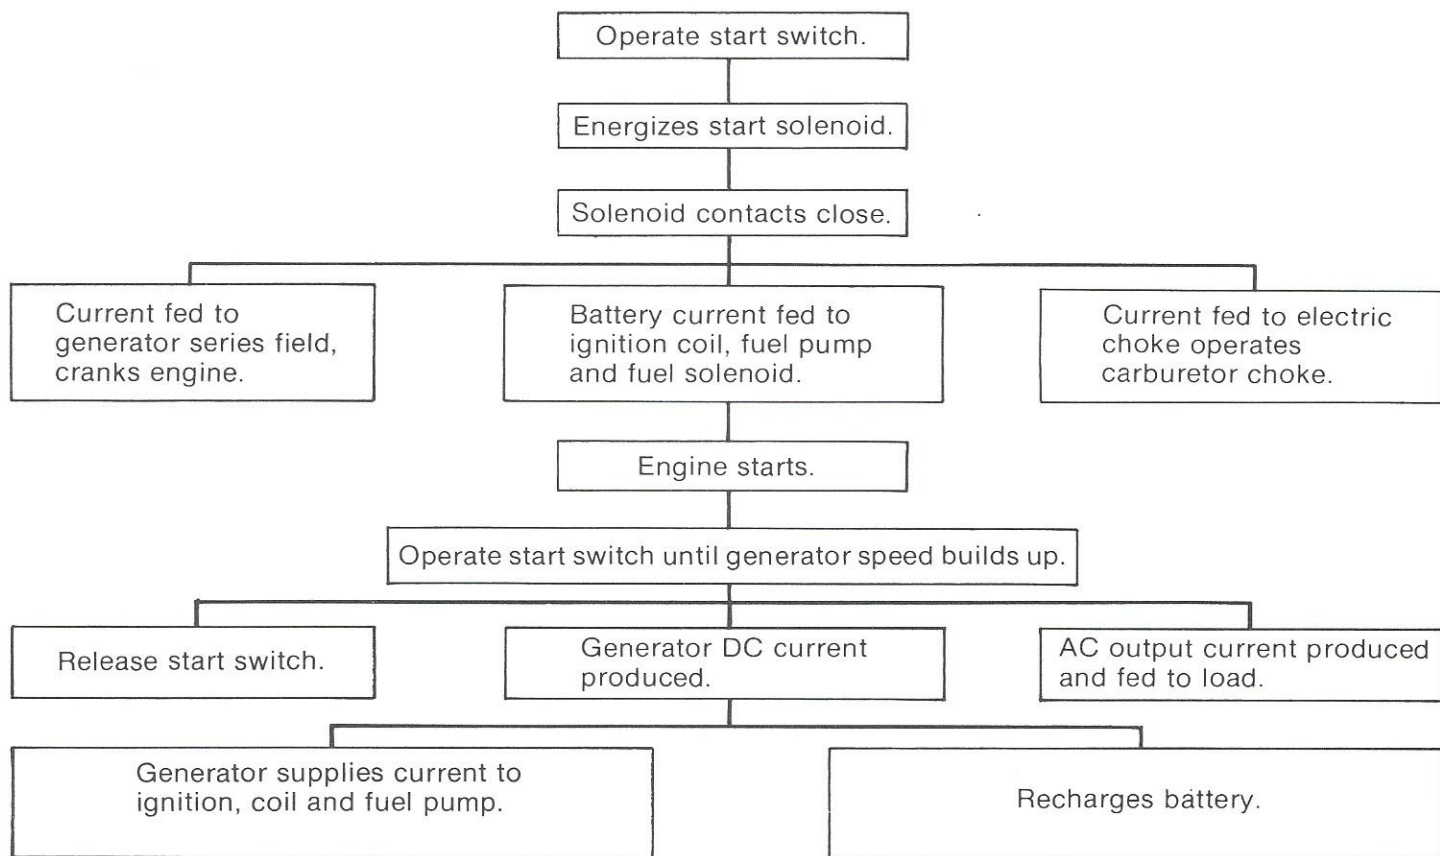 Operate start switch.
Energizes start solenoid.
Solenoid contacts close.
Current fed to
generator series field,
cranks engine.
Battery current fed to
ignition coil, fuel pump
and fuel solenoid.
Current fed to electric
choke operates
carburetor choke.
Engine starts.
Operate start switch until generator speed builds up.
Release start switch.
Generator DC current
produced.
AC output current produced
and fed to load.
Generator supplies current to
ignition, coil and fuel pump.
Recharges battery.